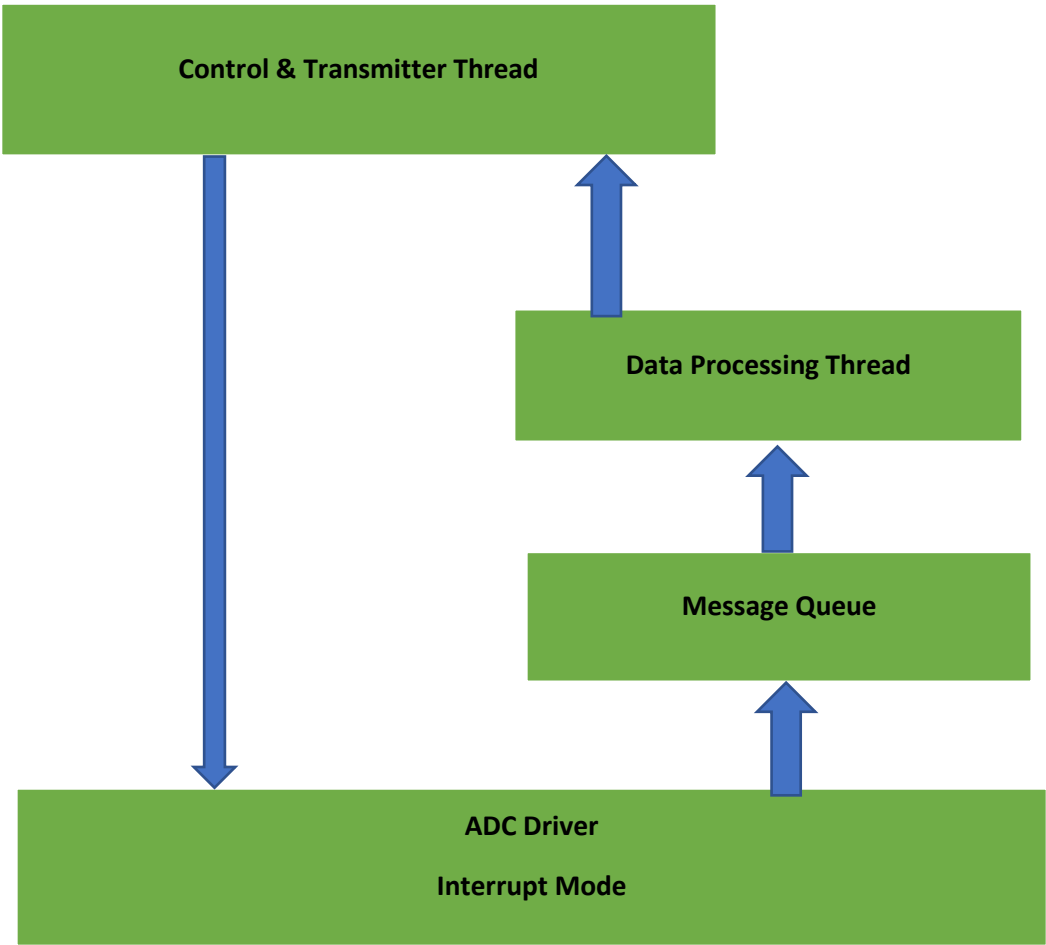 Control & Transmitter Thread
Data Processing Thread
Message Queue
ADC Driver
Interrupt Mode